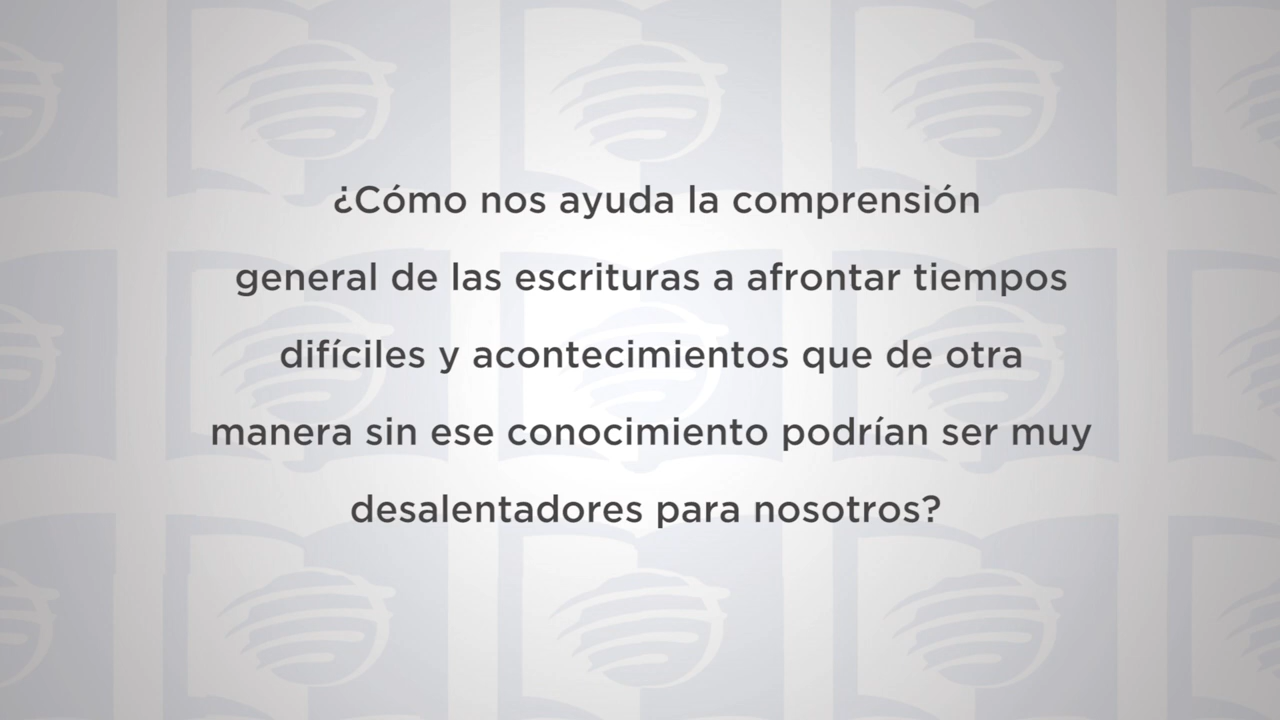 ¿Cómo nos ayuda la comprensión
general de las escrituras a afrontar tiempos
difíciles y acontecimientos que de otra
manera sin ese conocimiento podrían ser muy
desalentadores para nosotros?